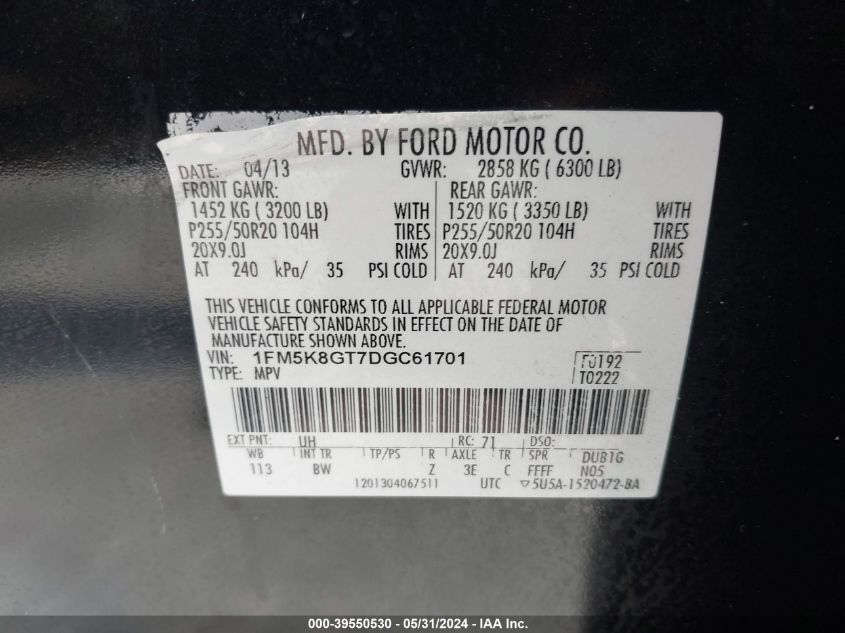 MFD. BY FORD MOTOR CO.
DATE: 04/13 GVWR: 2858 KG ( 6300 LB)
FRONT GAWR: REAR GAWR:
1452 KG ( 3200 LB) WITH 1520 KG ( 3350 LB) WITH
P255/50R20 104H TIRES P255/50R20 104H TIRES
20X9.0J RIMS 20X9.0J RIMS
AT 240 kPa/ 35 PSI COLD AT 240 kPa/ 35 PSI COLD
THIS VEHICLE CONFORMS TO ALL APPLICABLE FEDERAL MOTOR
VEHICLE SAFETY STANDARDS IN EFFECT ON THE DATE OF
MANUFACTURE SHOWN ABOVE.
VIN: 1FM5K8GT7DGC61701 F0192
TYPE: MPV T0222
EXT PNT: UH RC: 71 DSO:
WB INT TR TP/PS R AXLE TR SPR DUB1G
113 BW Z 3E C FFFF N05
1201304067511 UTC ▽5U5A-1520472-BA
000-39550530 - 05/31/2024 - IAA Inc.